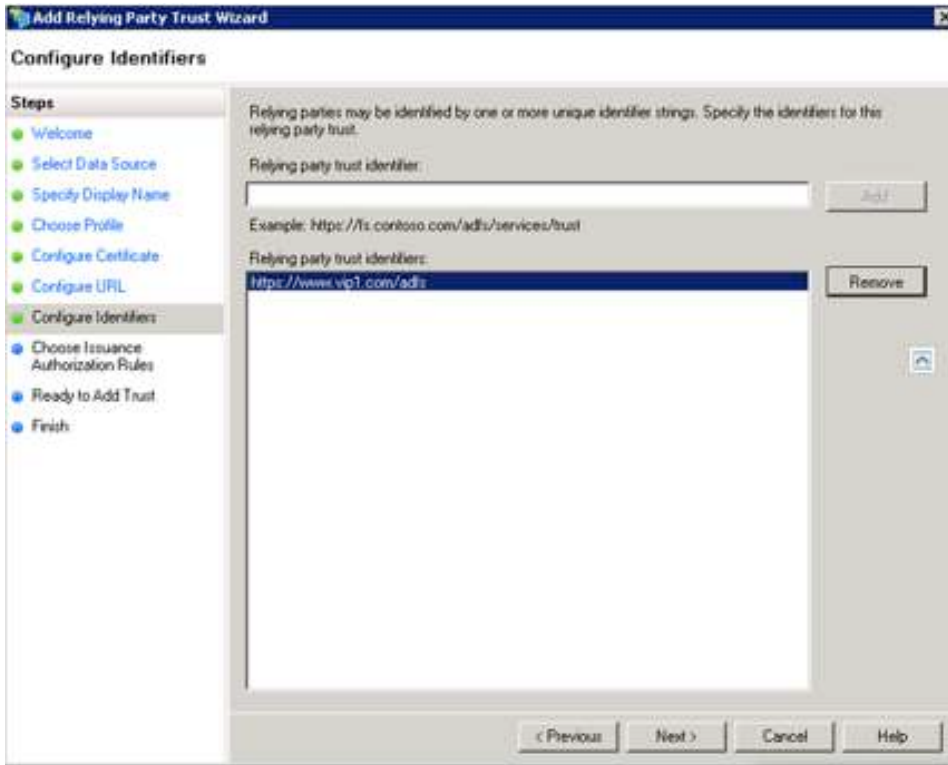 Add Relying Party Trust Wizard
Configure Identifiers
Steps
Welcome
Select Data Source
Specify Display Name
Choose Profile
Configure Certificate
Configure URL
Configure Identifiers
Choose Issuance
Authorization Rules
Ready to Add Trust
Finish
Relying parties may be identified by one or more unique identifier strings. Specify the identifiers for this
relying party trust.
Relying party trust identifier:
Add
Example: https://fs.contoso.com/adfs/services/trust
Relying party trust identifiers:
https://www.vip1.com/adfs
Remove
< Previous
Next >
Cancel
Help